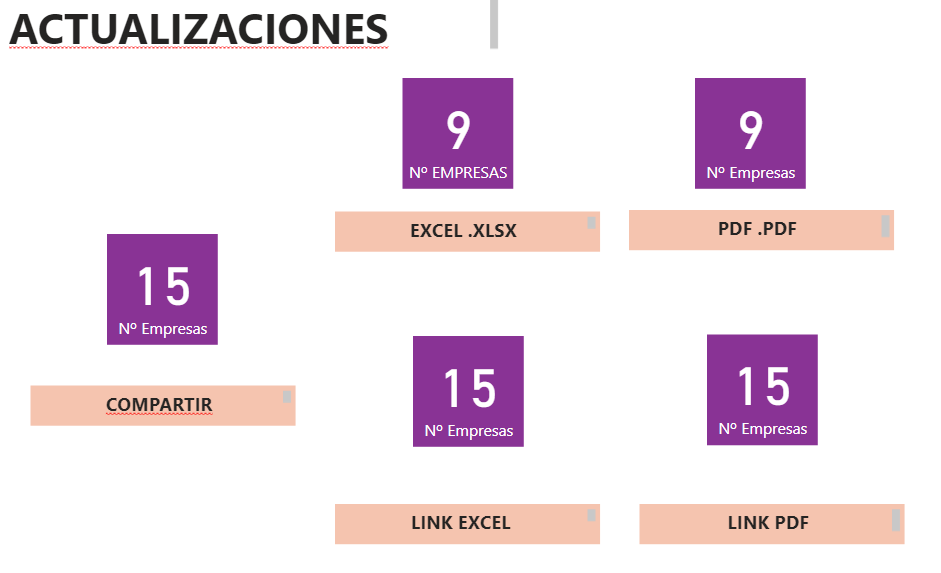 ACTUALIZACIONES
9
Nº EMPRESAS
EXCEL .XLSX
9
Nº Empresas
PDF .PDF
15
Nº Empresas
COMPARTIR
15
Nº Empresas
LINK EXCEL
15
Nº Empresas
LINK PDF